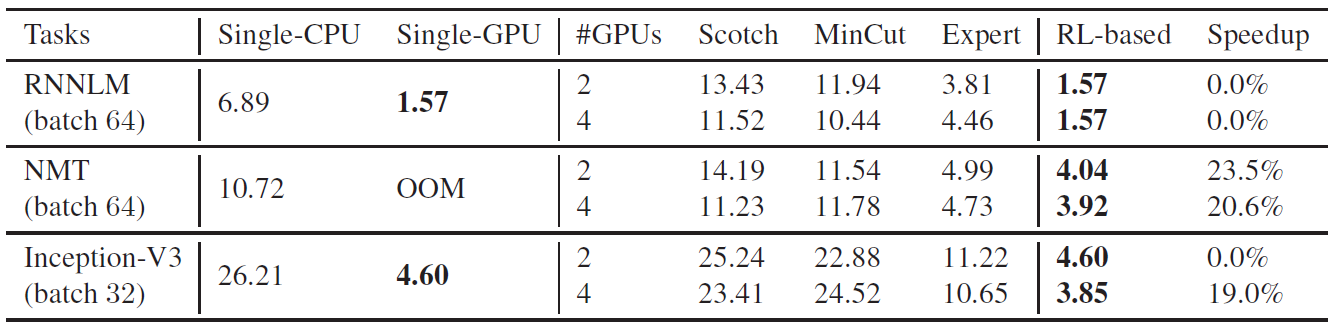 Tasks Single-CPU Single-GPU #GPUs Scotch MinCut Expert RL-based Speedup
RNNLM (batch 64) 6.89 1.57 2 13.43 11.94 3.81 1.57 0.0%
4 11.52 10.44 4.46 1.57 0.0%
NMT (batch 64) 10.72 OOM 2 14.19 11.54 4.99 4.04 23.5%
4 11.23 11.78 4.73 3.92 20.6%
Inception-V3 (batch 32) 26.21 4.60 2 25.24 22.88 11.22 4.60 0.0%
4 23.41 24.52 10.65 3.85 19.0%